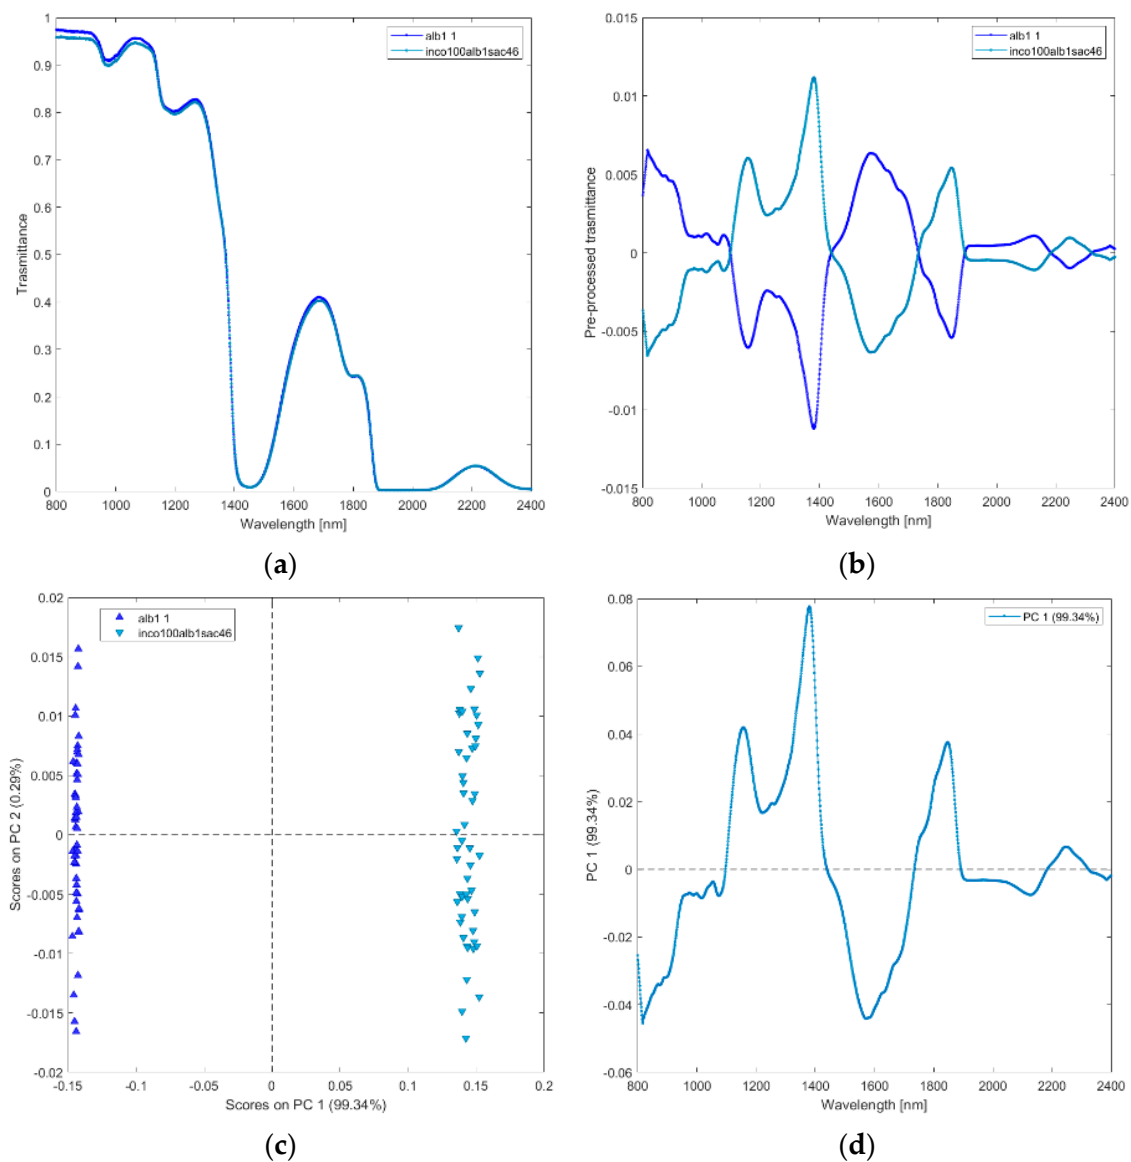 1
0.9
0.8
0.7
0.6
0.5
0.4
0.3
0.2
0.1
0
Trasmittance
alb1 1
inco100alb1sac46
800 1000 1200 1400 1600 1800 2000 2200 2400
Wavelength [nm]
(a)
0.015
0.01
0.005
0
-0.005
-0.01
-0.015
Pre-processed trasmittance
alb1 1
inco100alb1sac46
800 1000 1200 1400 1600 1800 2000 2200 2400
Wavelength [nm]
(b)
0.02
0.015
0.01
0.005
0
-0.005
-0.01
-0.015
-0.02
Scores on PC 2 (0.29%)
alb1 1
inco100alb1sac46
-0.15 -0.1 -0.05 0 0.05 0.1 0.15 0.2
Scores on PC 1 (99.34%)
(c)
0.08
0.06
0.04
0.02
0
-0.02
-0.04
-0.06
PC 1 (99.34%)
PC 1 (99.34%)
800 1000 1200 1400 1600 1800 2000 2200 2400
Wavelength [nm]
(d)